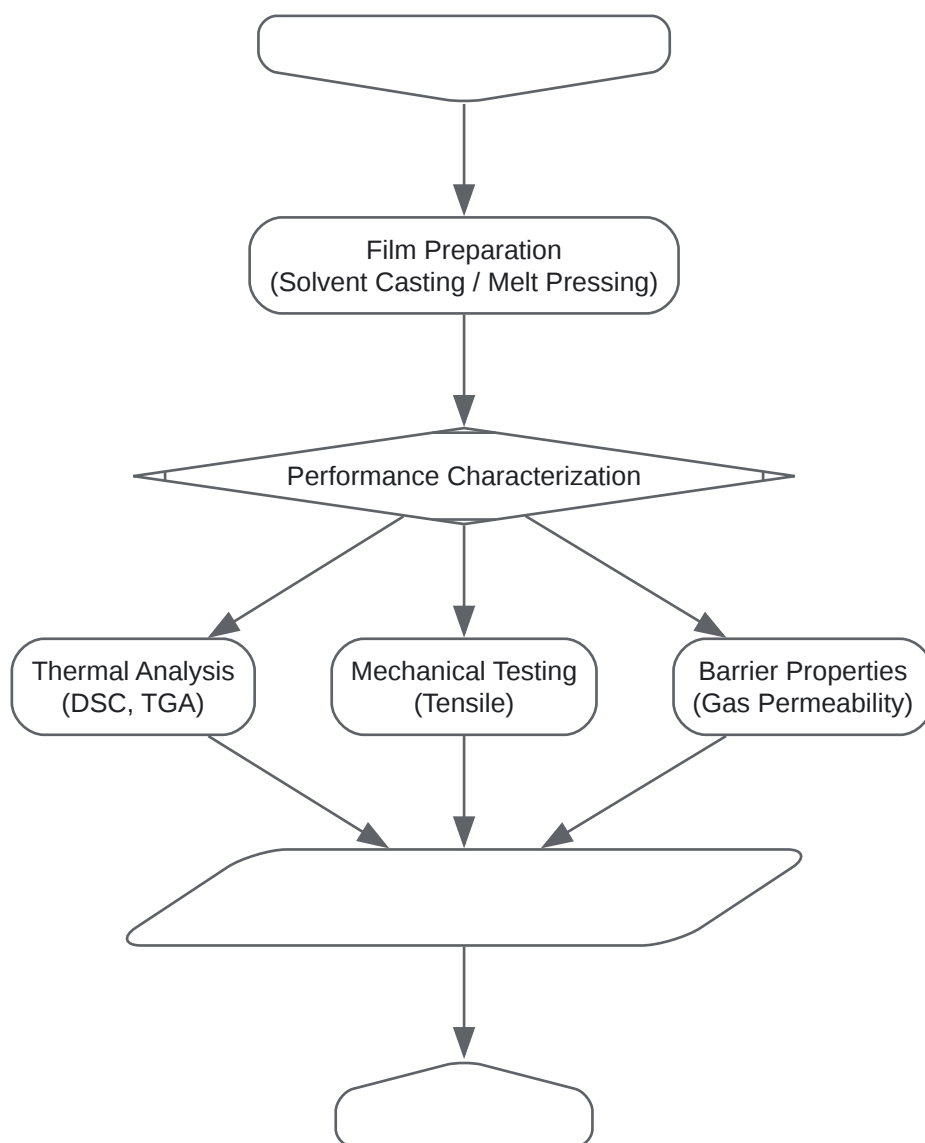 Film Preparation
(Solvent Casting / Melt Pressing)
Performance Characterization
Thermal Analysis
(DSC, TGA)
Mechanical Testing
(Tensile)
Barrier Properties
(Gas Permeability)